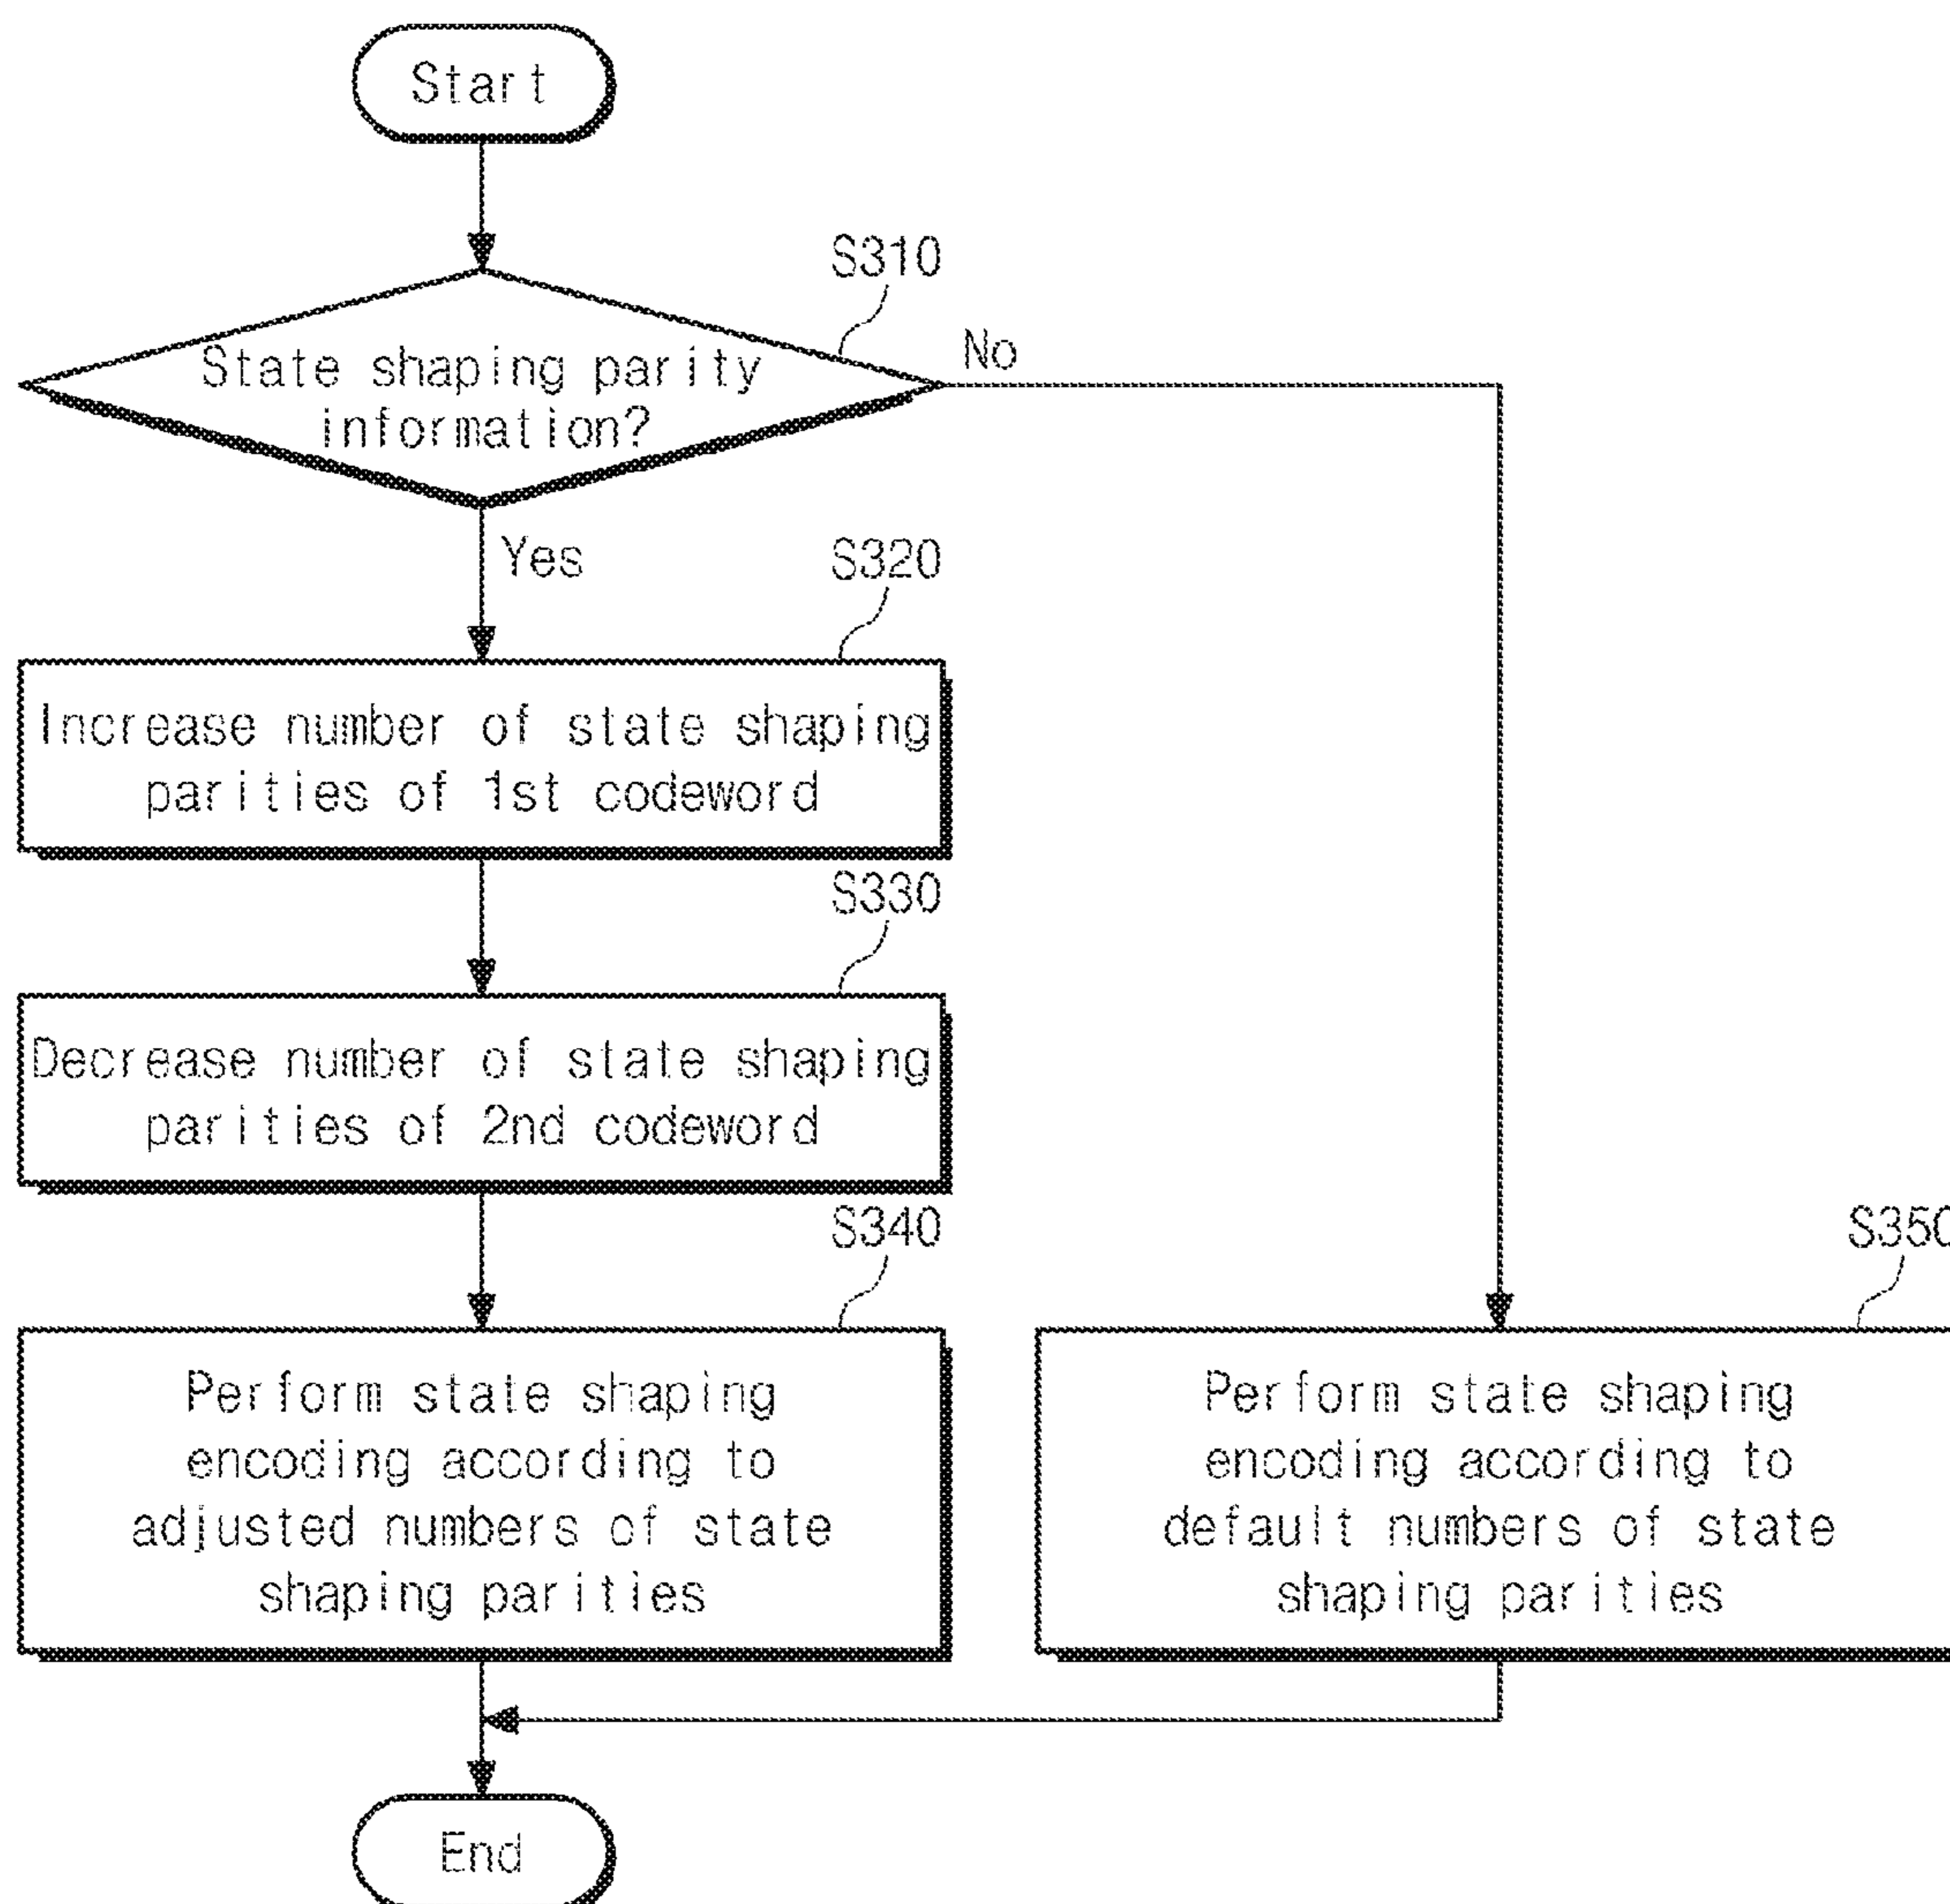 Start
S310
State shaping parity
information?
No
Yes
S320
Increase number of state shaping
parities of 1st codeword
S330
Decrease number of state shaping
parities of 2nd codeword
S340
Perform state shaping
encoding according to
adjusted numbers of state
shaping parities
S350
Perform state shaping
encoding according to
default numbers of state
shaping parities
End